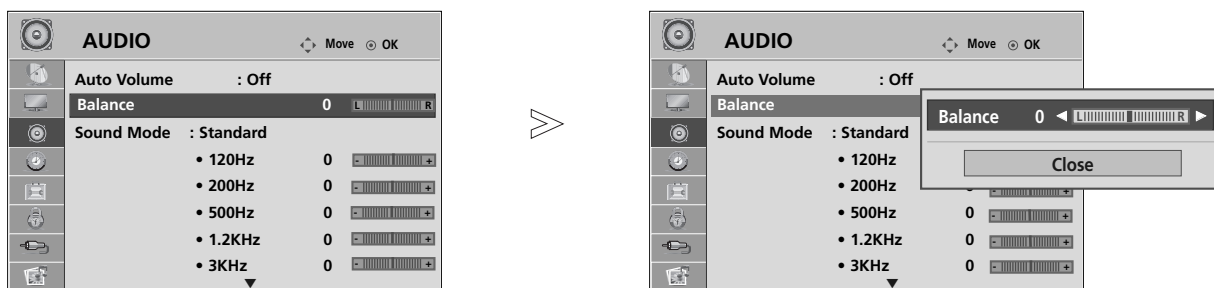 AUDIO
Move OK
Auto Volume : Off
Balance 0 L R
Sound Mode : Standard
• 120Hz 0 - +
• 200Hz 0 - +
• 500Hz 0 - +
• 1.2KHz 0 - +
• 3KHz 0 - +
AUDIO
Move OK
Auto Volume : Off
Balance
Balance 0 L R
Close
Sound Mode : Standard
• 120Hz
• 200Hz - +
• 500Hz 0 - +
• 1.2KHz 0 - +
• 3KHz 0 - +